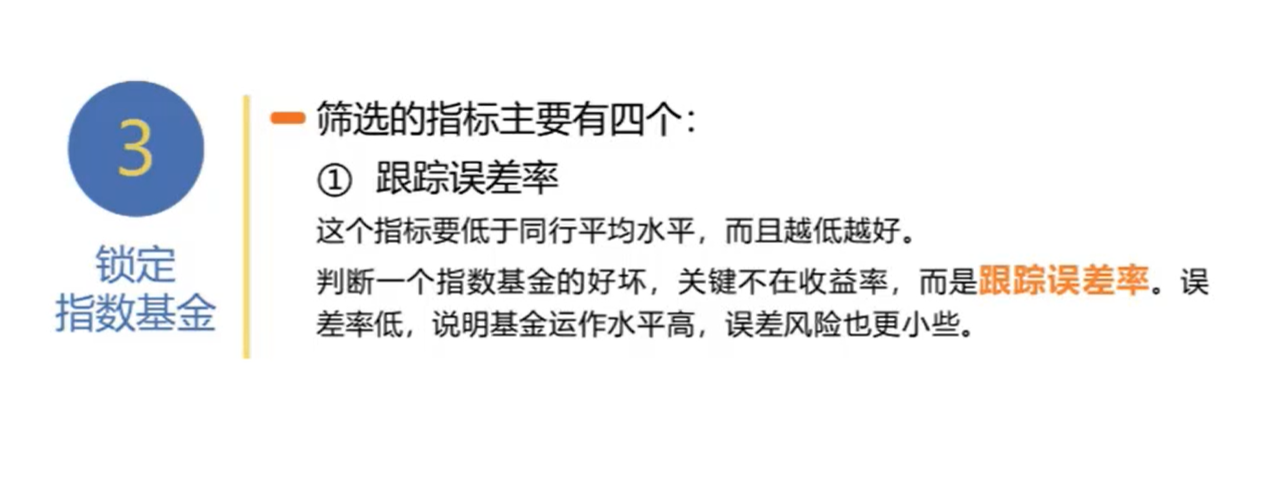 3
锁定
指数基金
筛选的指标主要有四个：
① 跟踪误差率
这个指标要低于同行平均水平，而且越低越好。
判断一个指数基金的好坏，关键不在收益率，而是跟踪误差率。误
差率低，说明基金运作水平高，误差风险也更小些。